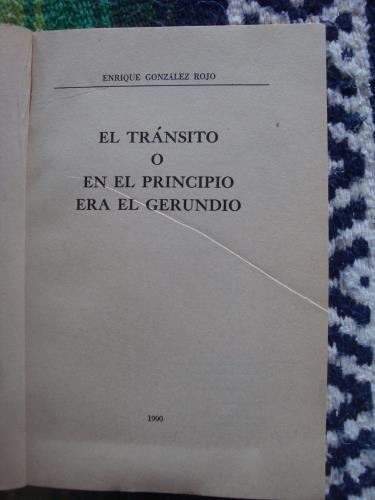 ENRIQUE GONZÁLEZ ROJO
EL TRÁNSITO
O
EN EL PRINCIPIO
ERA EL GERUNDIO
1990